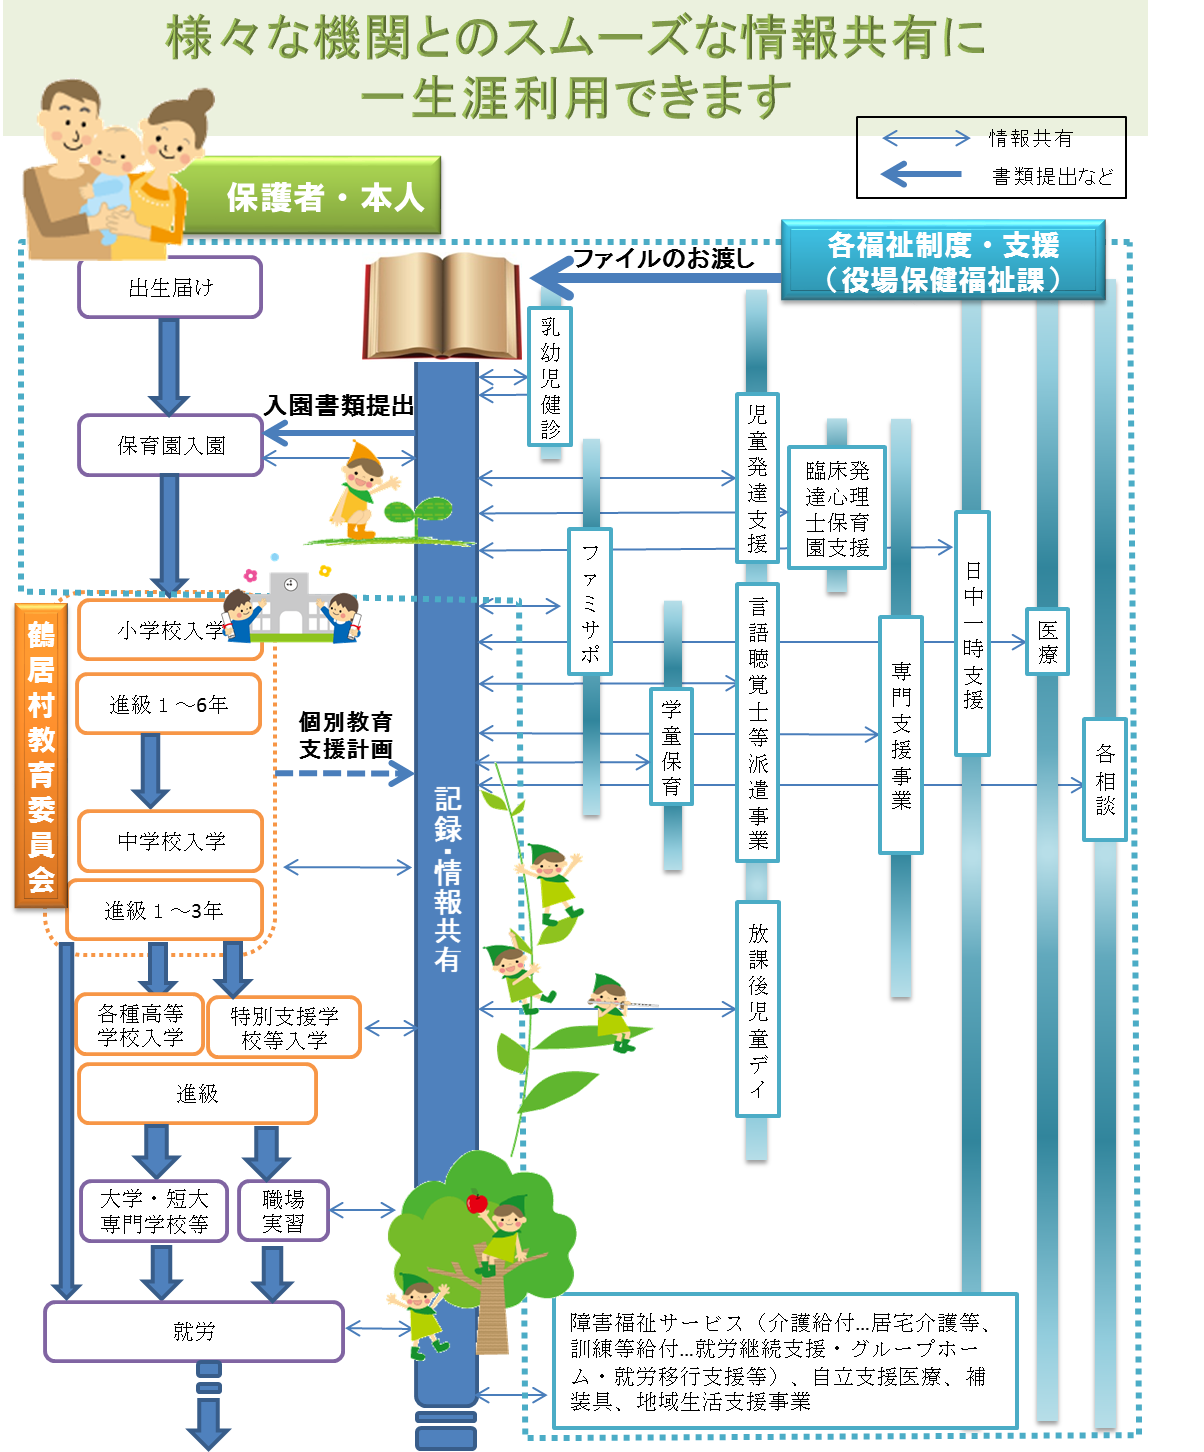 様々な機関とのスムーズな情報共有に
一生涯利用できます
情報共有
書類提出など
保護者・本人
各福祉制度・支援
（役場保健福祉課）
ファイルのお渡し
出生届け
乳幼児健診
入園書類提出
保育園入園
児童発達支援
臨床発
達心理
士保育
園支援
ファミサポ
日中一時支援
医療
鶴居村教育委員会
小学校入学
進級１～6年
個別教育
支援計画
学童保育
言語聴覚士等派遣事業
専門支援事業
各相談
記録・情報共有
中学校入学
進級１～3年
放課後児童デイ
各種高等
学校入学
特別支援学
校等入学
進級
大学・短大
専門学校等
職場
実習
就労
障害福祉サービス（介護給付…居宅介護等、
訓練等給付…就労継続支援・グループホー
ム・就労移行支援等）、自立支援医療、補
装具、地域生活支援事業